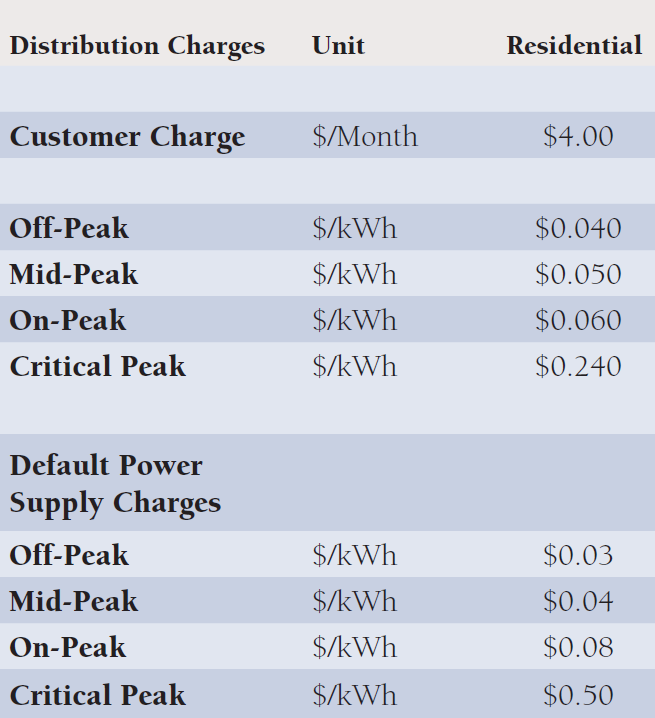 Distribution Charges Unit Residential
Customer Charge $/Month $4.00
Off-Peak $/kWh $0.040
Mid-Peak $/kWh $0.050
On-Peak $/kWh $0.060
Critical Peak $/kWh $0.240
Default Power
Supply Charges
Off-Peak $/kWh $0.03
Mid-Peak $/kWh $0.04
On-Peak $/kWh $0.08
Critical Peak $/kWh $0.50